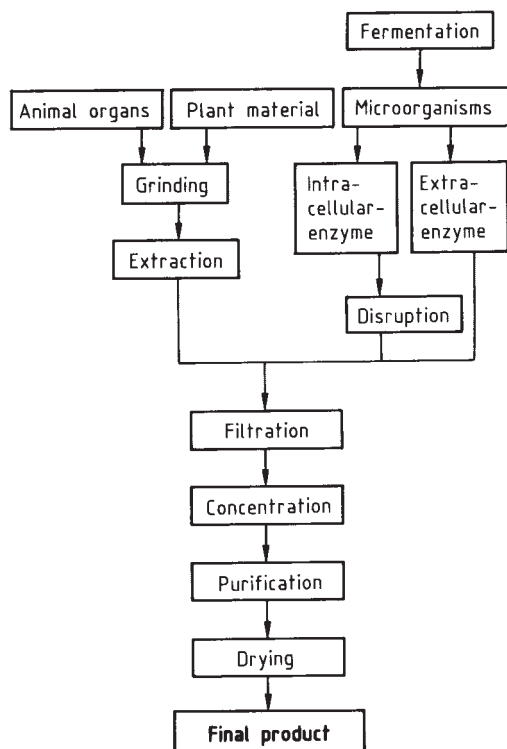 Fermentation
Animal organs
Plant material
Microorganisms
Grinding
Intra-
cellular-
enzyme
Extra-
cellular-
enzyme
Extraction
Disruption
Filtration
Concentration
Purification
Drying
Final product